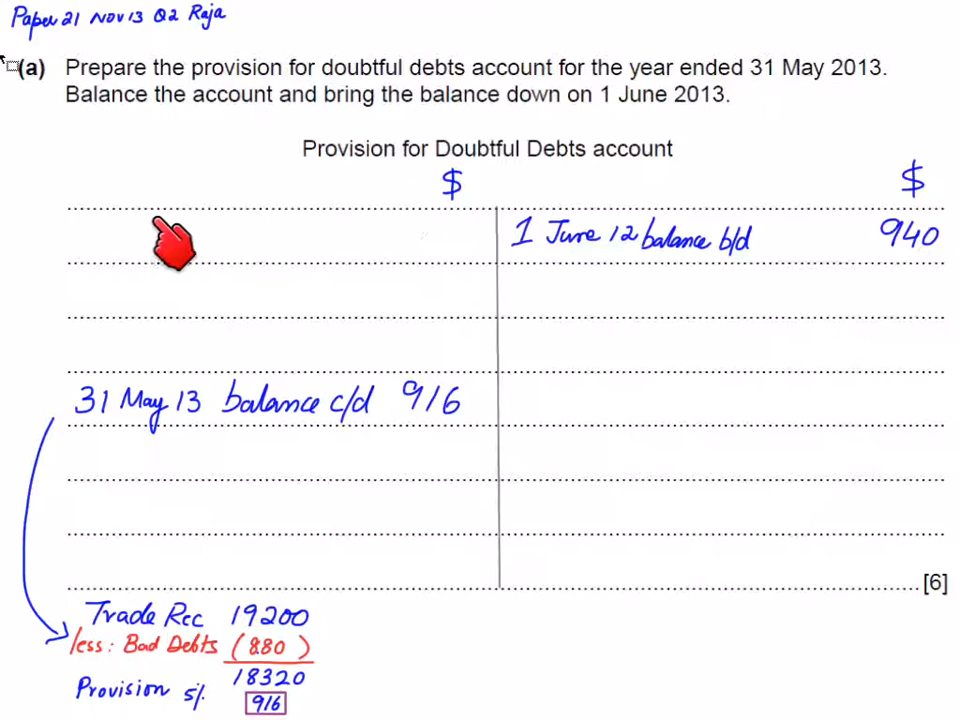 Paper 21 Nov 13 Q2 Raja
(a) Prepare the provision for doubtful debts account for the year ended 31 May 2013.
Balance the account and bring the balance down on 1 June 2013.
Provision for Doubtful Debts account
$ $
1 June 12 balance b/d 940
31 May 13 balance c/d 916
[6]
Trade Rec 19200
less: Bad Debts (880)
18320
Provision 5%
916